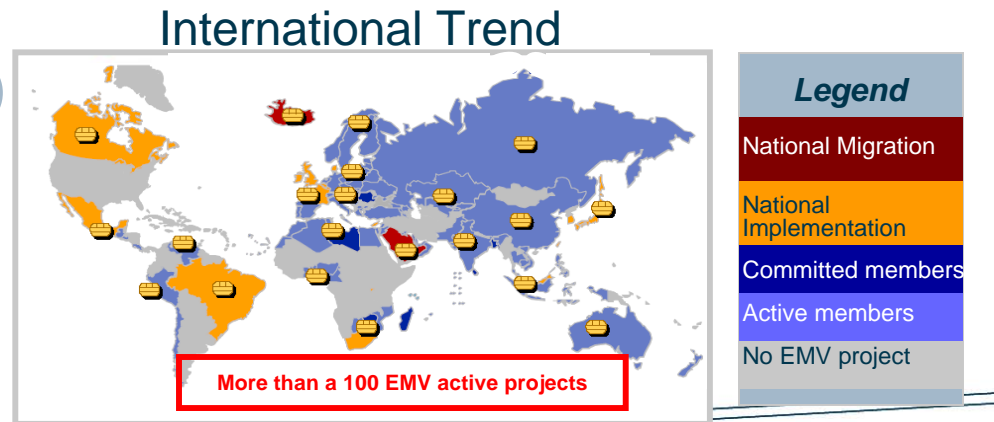 International Trend
Legend
National Migration
National
Implementation
Committed members
Active members
No EMV project
More than a 100 EMV active projects